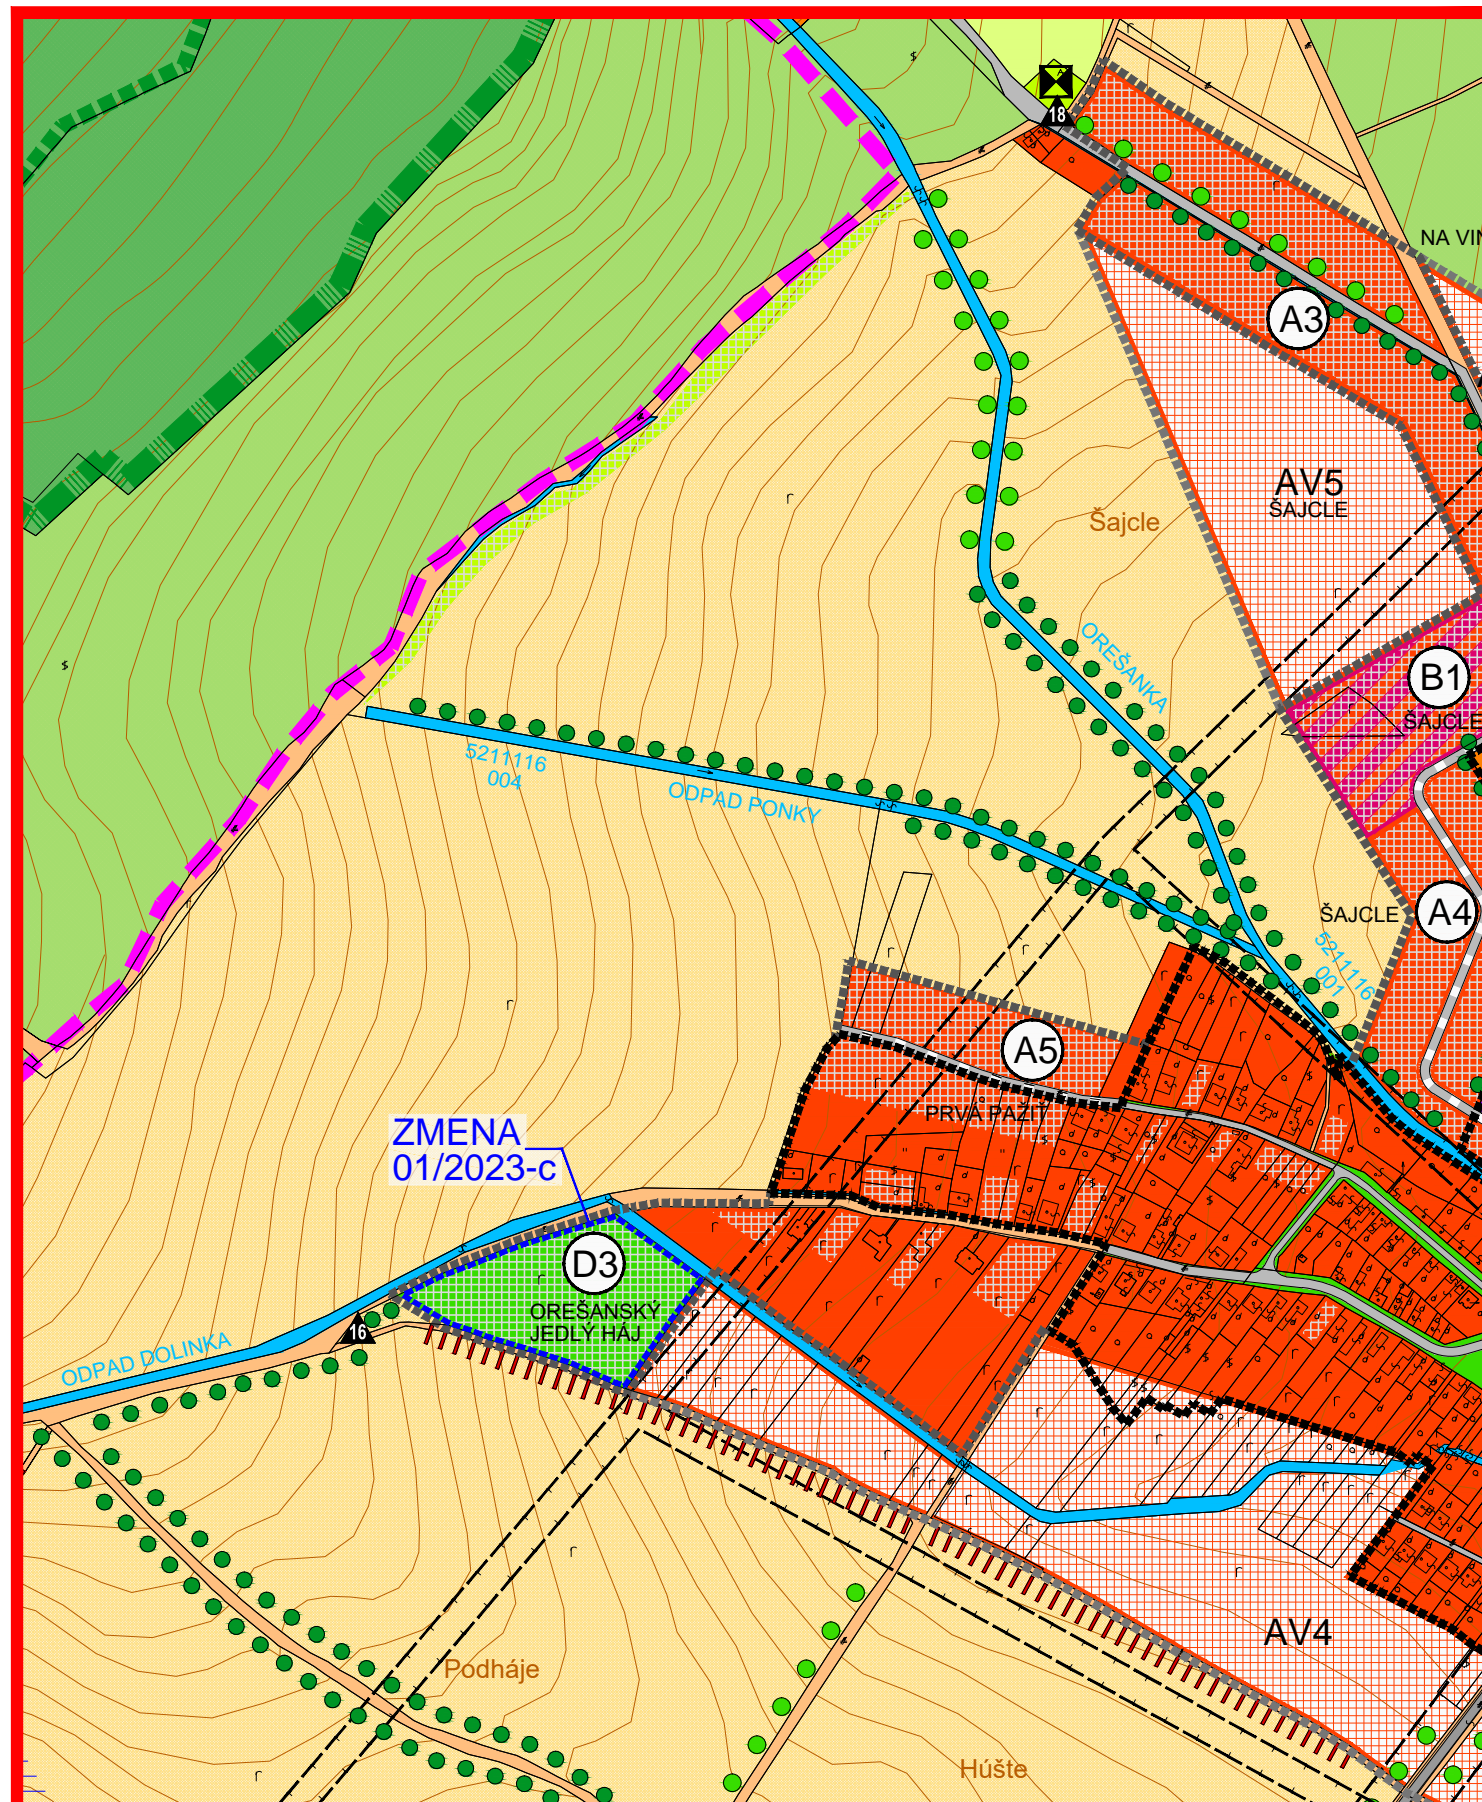 18
NA VIN
A3
AV5
ŠAJCLE
Šajcle
OREŠANKA
B1
ŠAJCLE
5211116
004
ODPAD PONKY
ŠAJCLE
A4
5211116
001
A5
PRVÁ PAŽIŤ
ZMENA
01/2023-c
D3
OREŠANSKÝ
JEDLÝ HÁJ
16
ODPAD DOLINKA
AV4
Podháje
Húšte